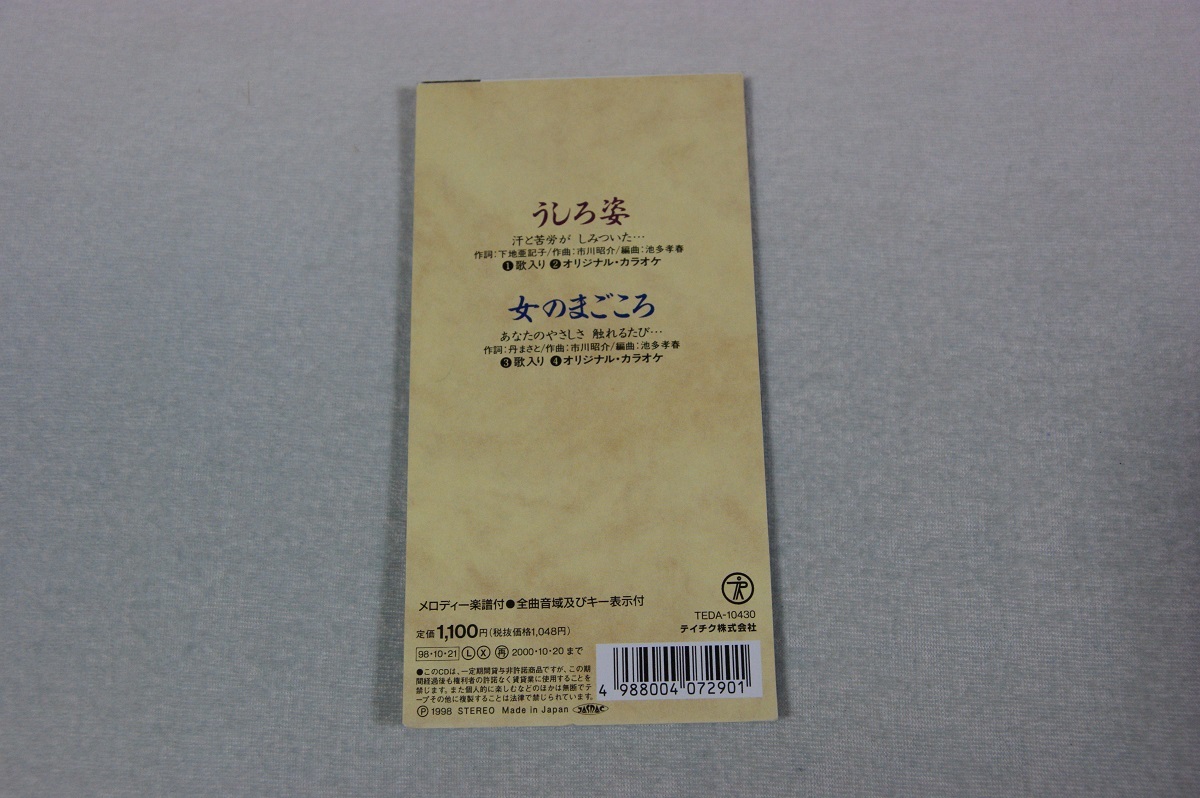 うしろ姿
汗と苦労が しみついた…
作詞:下地亜記子/作曲:市川昭介/編曲:池多孝春
❶歌入り ❷オリジナル・カラオケ
女のまごころ
あなたのやさしさ 触れるたび…
作詞:丹まさと/作曲:市川昭介/編曲:池多孝春
❸歌入り ❹オリジナル・カラオケ
メロディー楽譜付●全曲音域及びキー表示付
TEDA-10430
テイチク株式会社
定価1,100円(税抜価格1,048円)
98・10・21 Ⓛ Ⓧ ㊢ 2000・10・20 まで
●このCDは、一定期間貸与非許諾商品ですが、この期
間経過後も権利者の許諾なく賃貸業に使用することを
禁じます。また個人的に楽しむなどのほかは無断でテ
ープその他に複製することは法律で禁じられています。
Ⓟ1998 STEREO Made in Japan JASRAC
4 988004 072901